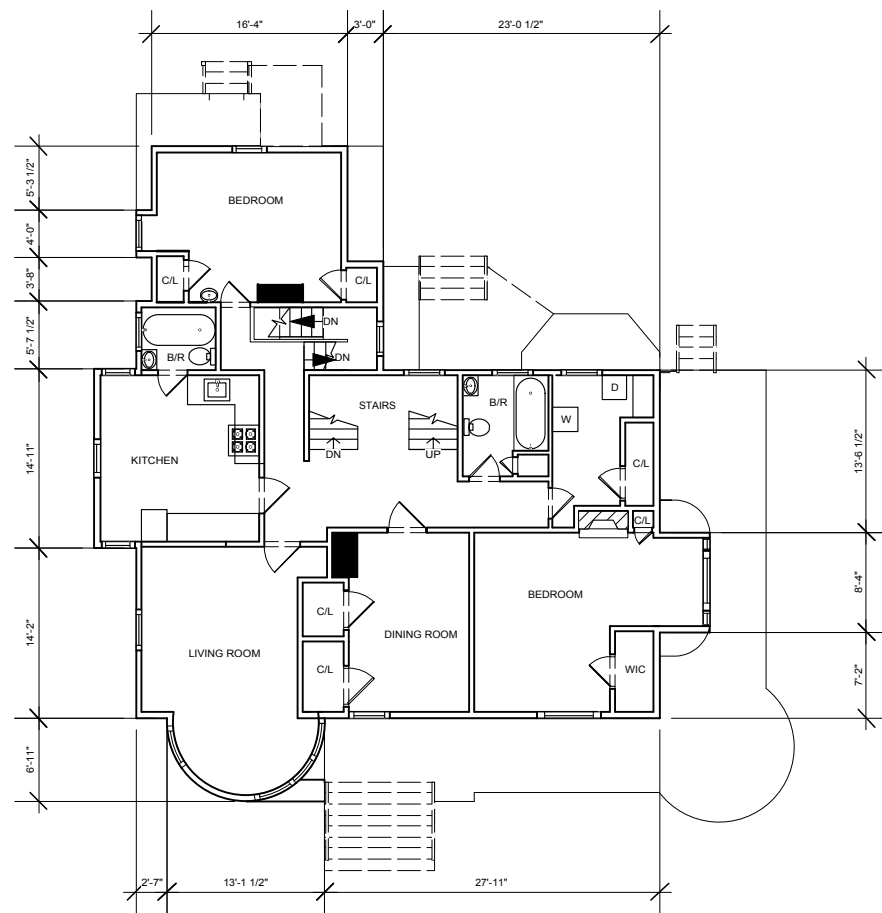 16'-4"
3'-0"
23'-0 1/2"
5'-3 1/2"
4'-0"
3'-8"
5'-7 1/2"
14'-11"
14'-2"
6'-11"
BEDROOM
C/L
C/L
DN
DN
B/R
STAIRS
B/R
D
W
KITCHEN
DN
UP
C/L
C/L
13'-6 1/2"
BEDROOM
8'-4"
C/L
DINING ROOM
LIVING ROOM
C/L
WIC
7'-2"
2'-7"
13'-1 1/2"
27'-11"